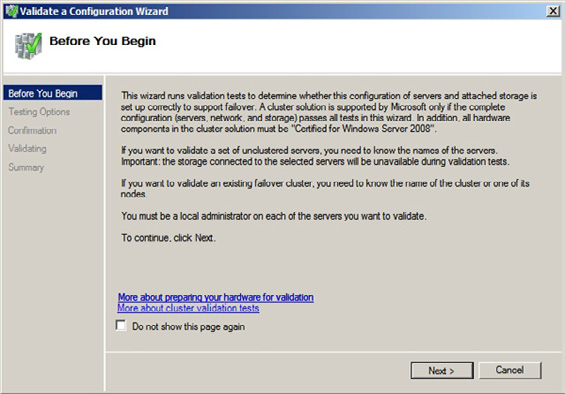 Validate a Configuration Wizard
Before You Begin
Before You Begin
Testing Options
Confirmation
Validating
Summary
This wizard runs validation tests to determine whether this configuration of servers and attached storage is
set up correctly to support failover. A cluster solution is supported by Microsoft only if the complete
configuration (servers, network, and storage) passes all tests in this wizard. In addition, all hardware
components in the cluster solution must be "Certified for Windows Server 2008".
If you want to validate a set of unclustered servers, you need to know the names of the servers.
Important: the storage connected to the selected servers will be unavailable during validation tests.
If you want to validate an existing failover cluster, you need to know the name of the cluster or one of its
nodes.
You must be a local administrator on each of the servers you want to validate.
To continue, click Next.
More about preparing your hardware for validation
More about cluster validation tests
Do not show this page again
Next >
Cancel